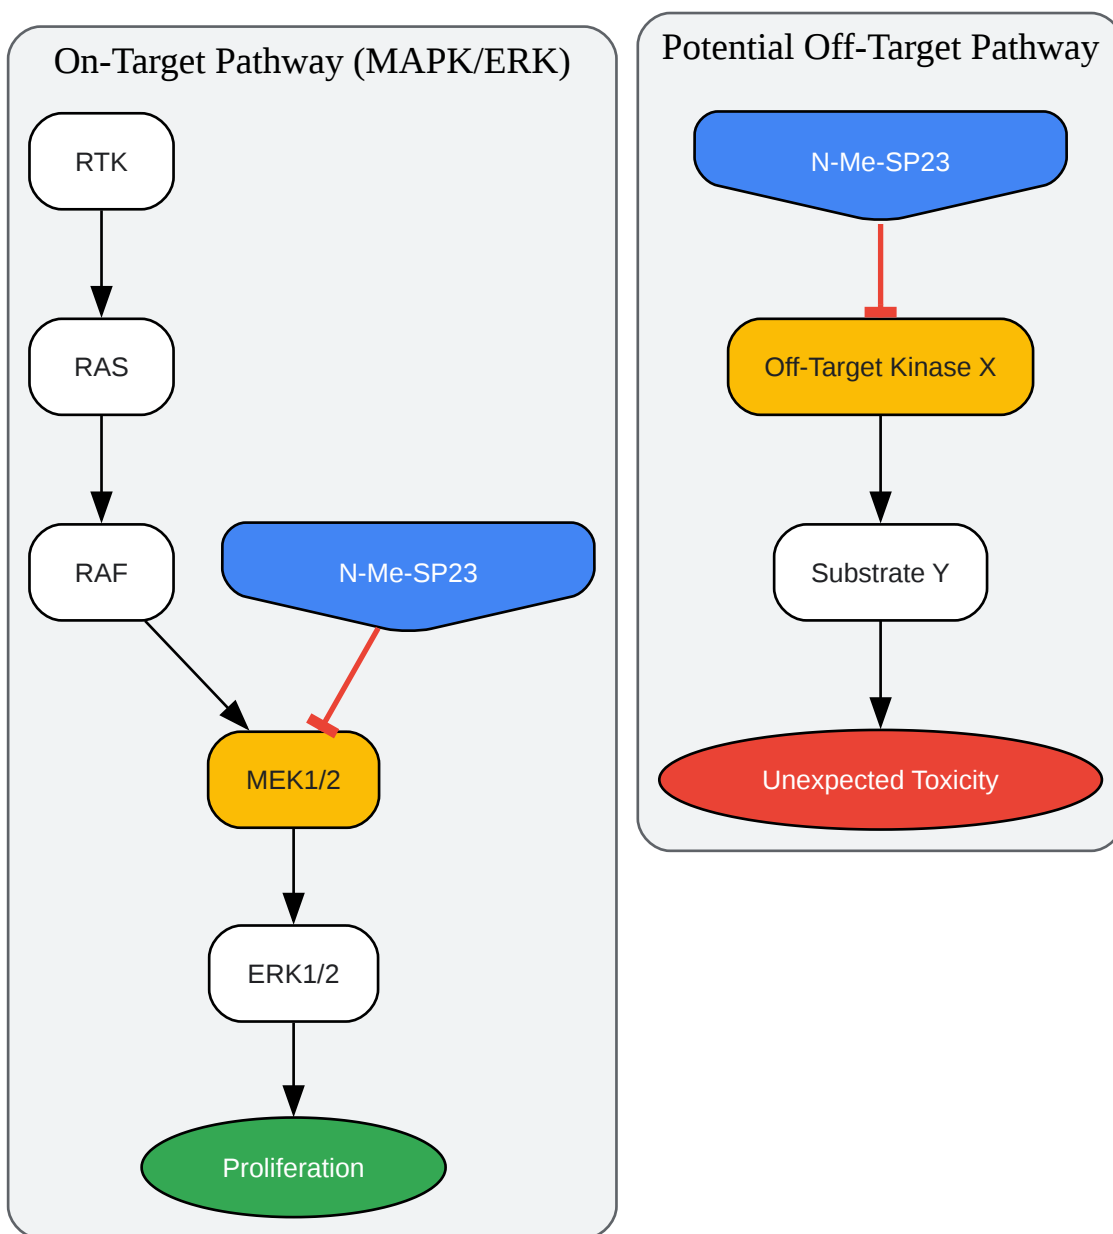 On-Target Pathway (MAPK/ERK)
RTK
RAS
RAF
N-Me-SP23
MEK1/2
ERK1/2
Proliferation
Potential Off-Target Pathway
N-Me-SP23
Off-Target Kinase X
Substrate Y
Unexpected Toxicity